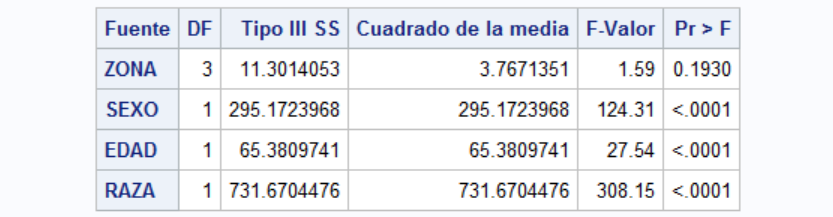 Fuente DF Tipo III SS Cuadrado de la media F-Valor Pr > F
ZONA 3 11.3014053 3.7671351 1.59 0.1930
SEXO 1 295.1723968 295.1723968 124.31 <.0001
EDAD 1 65.3809741 65.3809741 27.54 <.0001
RAZA 1 731.6704476 731.6704476 308.15 <.0001